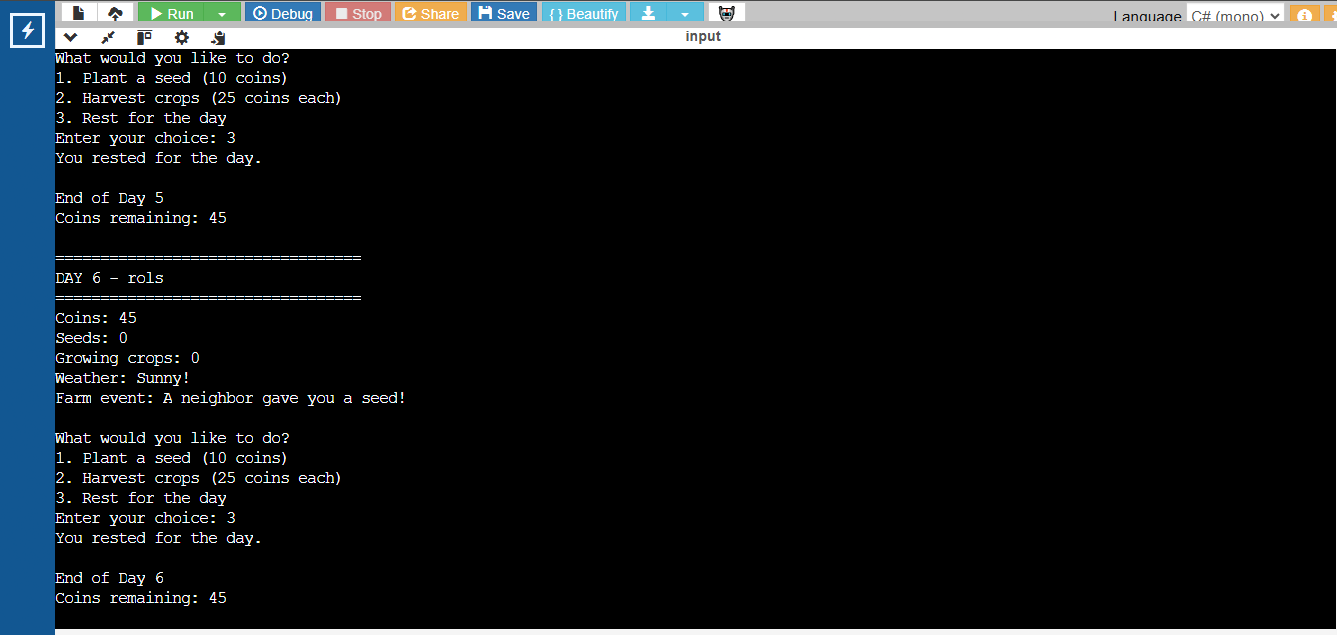 Run Debug Stop Share Save { } Beautify Language C# (mono)
input
What would you like to do?
1. Plant a seed (10 coins)
2. Harvest crops (25 coins each)
3. Rest for the day
Enter your choice: 3
You rested for the day.
End of Day 5
Coins remaining: 45
==================================
DAY 6 - rols
==================================
Coins: 45
Seeds: 0
Growing crops: 0
Weather: Sunny!
Farm event: A neighbor gave you a seed!
What would you like to do?
1. Plant a seed (10 coins)
2. Harvest crops (25 coins each)
3. Rest for the day
Enter your choice: 3
You rested for the day.
End of Day 6
Coins remaining: 45